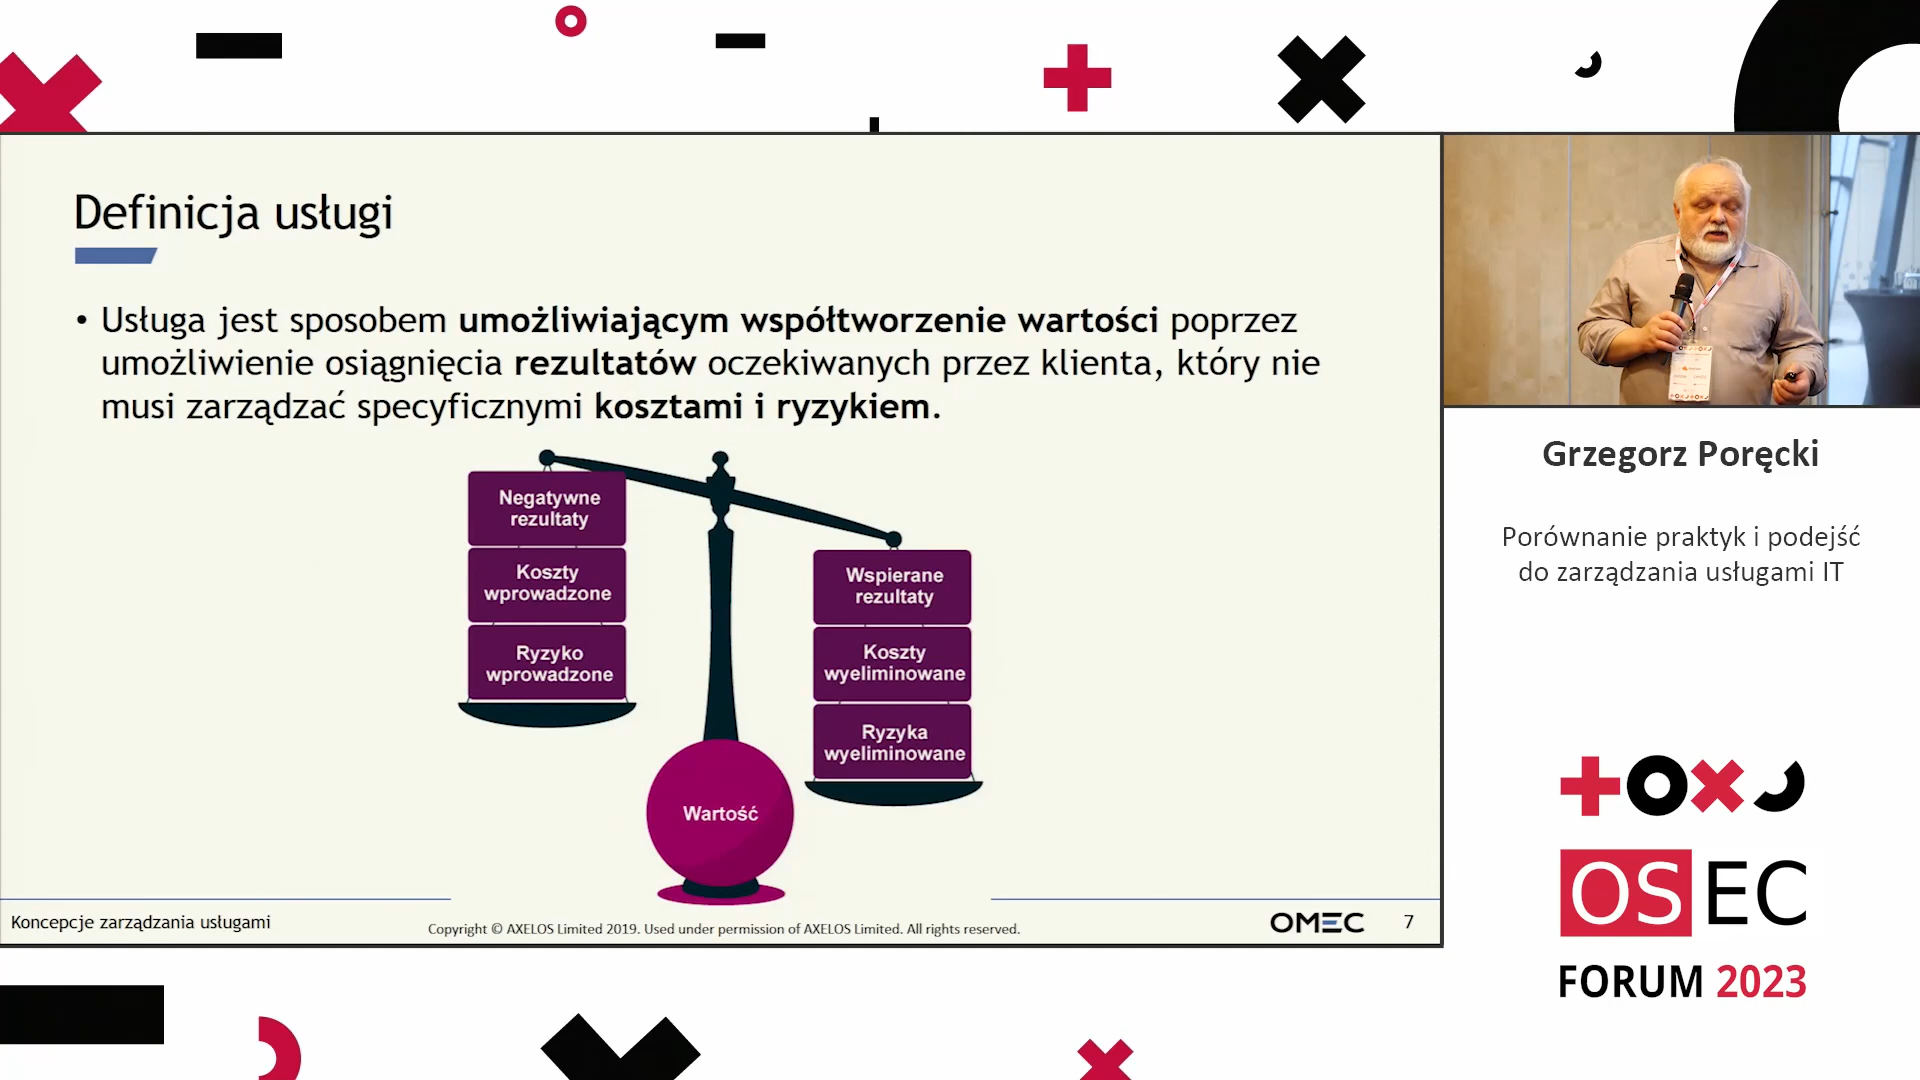 Definicja usługi
• Usługa jest sposobem umożliwiającym współtworzenie wartości poprzez
umożliwienie osiągnięcia rezultatów oczekiwanych przez klienta, który nie
musi zarządzać specyficznymi kosztami i ryzykiem.
Negatywne
rezultaty
Koszty
wprowadzone
Ryzyko
wprowadzone
Wspierane
rezultaty
Koszty
wyeliminowane
Ryzyka
wyeliminowane
Wartość
Koncepcje zarządzania usługami
Copyright © AXELOS Limited 2019. Used under permission of AXELOS Limited. All rights reserved.
OMEC
7
Grzegorz Poręcki
Porównanie praktyk i podejść
do zarządzania usługami IT
OSEC
FORUM 2023